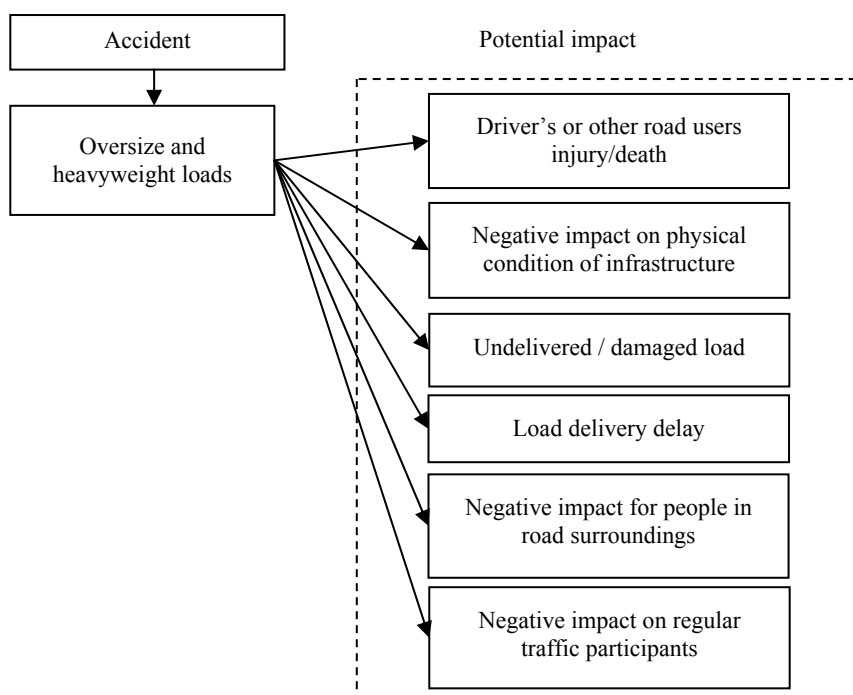 Accident
Potential impact
Oversize and
heavyweight loads
Driver’s or other road users
injury/death
Negative impact on physical
condition of infrastructure
Undelivered / damaged load
Load delivery delay
Negative impact for people in
road surroundings
Negative impact on regular
traffic participants